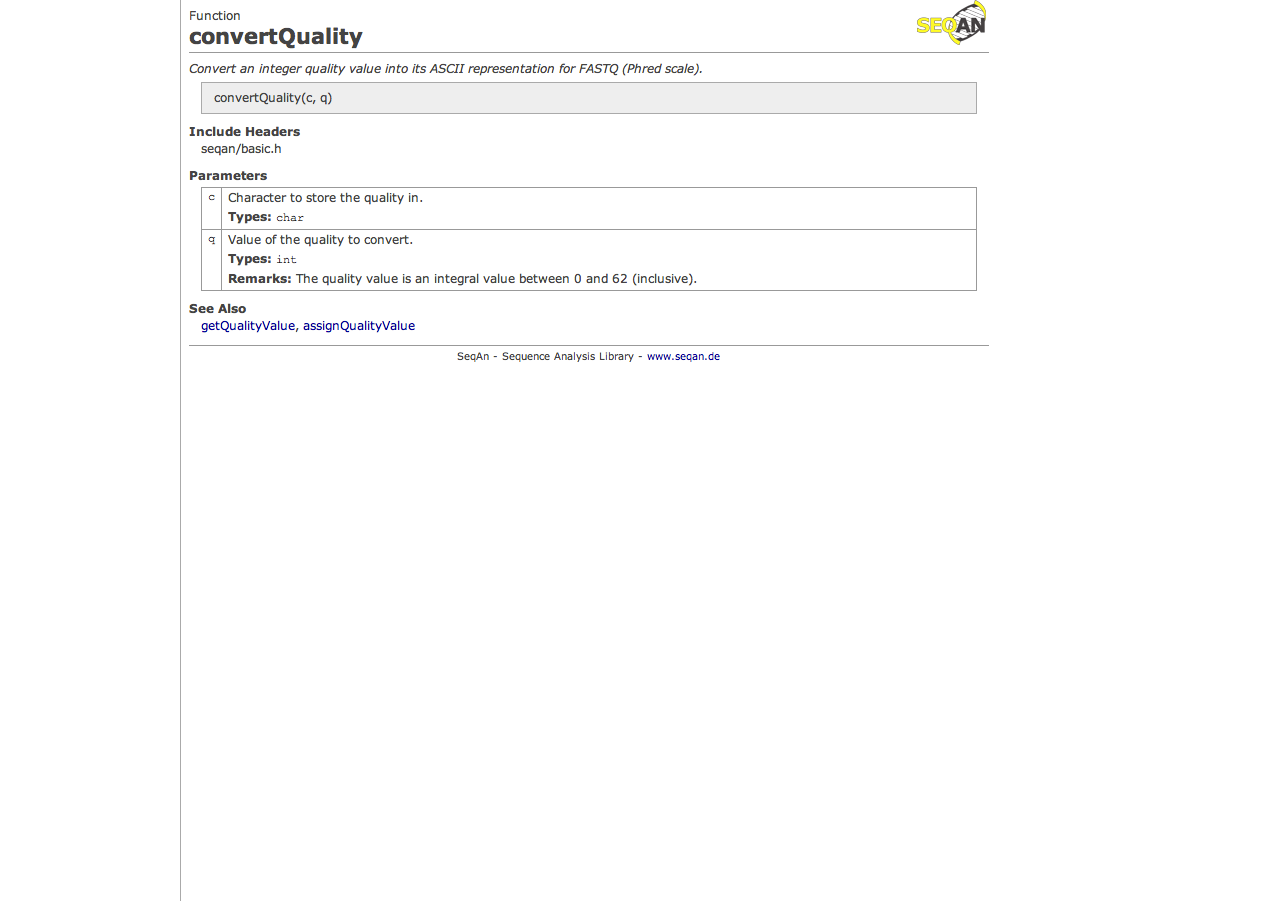 Function
convertQuality
SEQAN
Convert an integer quality value into its ASCII representation for FASTQ (Phred scale).
convertQuality(c, q)
Include Headers
seqan/basic.h
Parameters
c Character to store the quality in.
Types: char
q Value of the quality to convert.
Types: int
Remarks: The quality value is an integral value between 0 and 62 (inclusive).
See Also
getQualityValue, assignQualityValue
SeqAn - Sequence Analysis Library - www.seqan.de